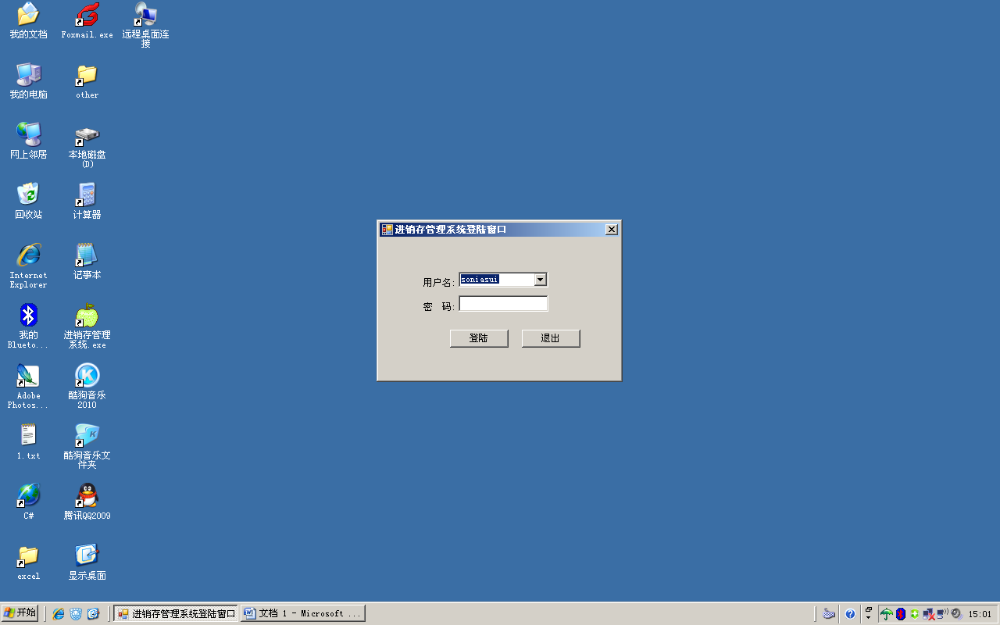 我的文档
Foxmail.exe
远程桌面连
接
我的电脑
other
网上邻居
本地磁盘
(D)
回收站
计算器
Internet
Explorer
记事本
我的
Blueto...
进销存管理
系统.exe
Adobe
Photos...
酷狗音乐
2010
1.txt
酷狗音乐文
件夹
C#
腾讯QQ2009
excel
显示桌面
进销存管理系统登陆窗口
用户名:
soniasui
密 码:
登陆
退出
开始
进销存管理系统登陆窗口
文档 1 - Microsoft ...
15:01